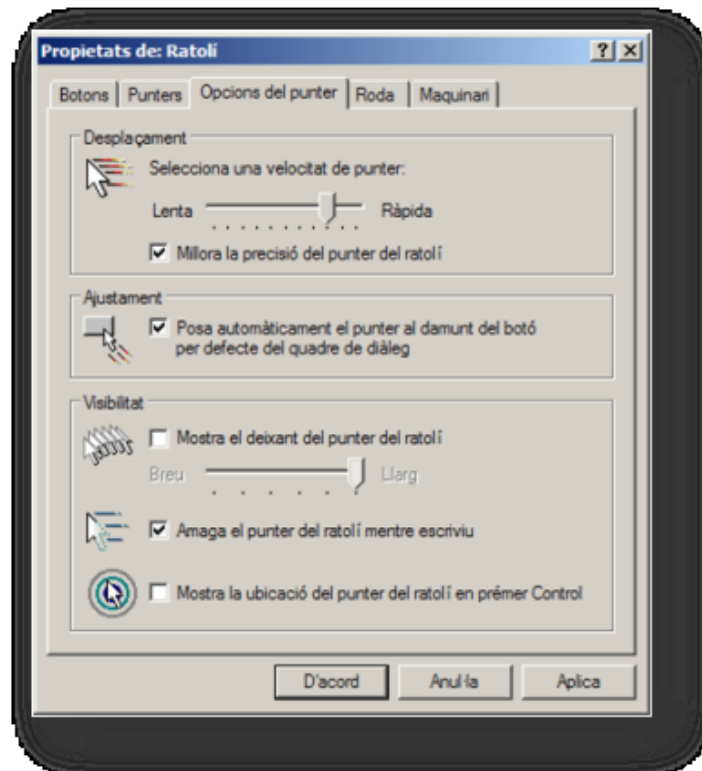 Propietats de: Ratolí
Botons Punters Opcions del punter Roda Maquinari
Desplaçament
Selecciona una velocitat de punter:
Lenta Ràpida
Millora la precisió del punter del ratolí
Ajustament
Posa automàticament el punter al damunt del botó
per defecte del quadre de diàleg
Visibilitat
Mostra el deixant del punter del ratolí
Breu Llarg
Amaga el punter del ratolí mentre escriviu
Mostra la ubicació del punter del ratolí en prémer Control
D'acord Anul·la Aplica